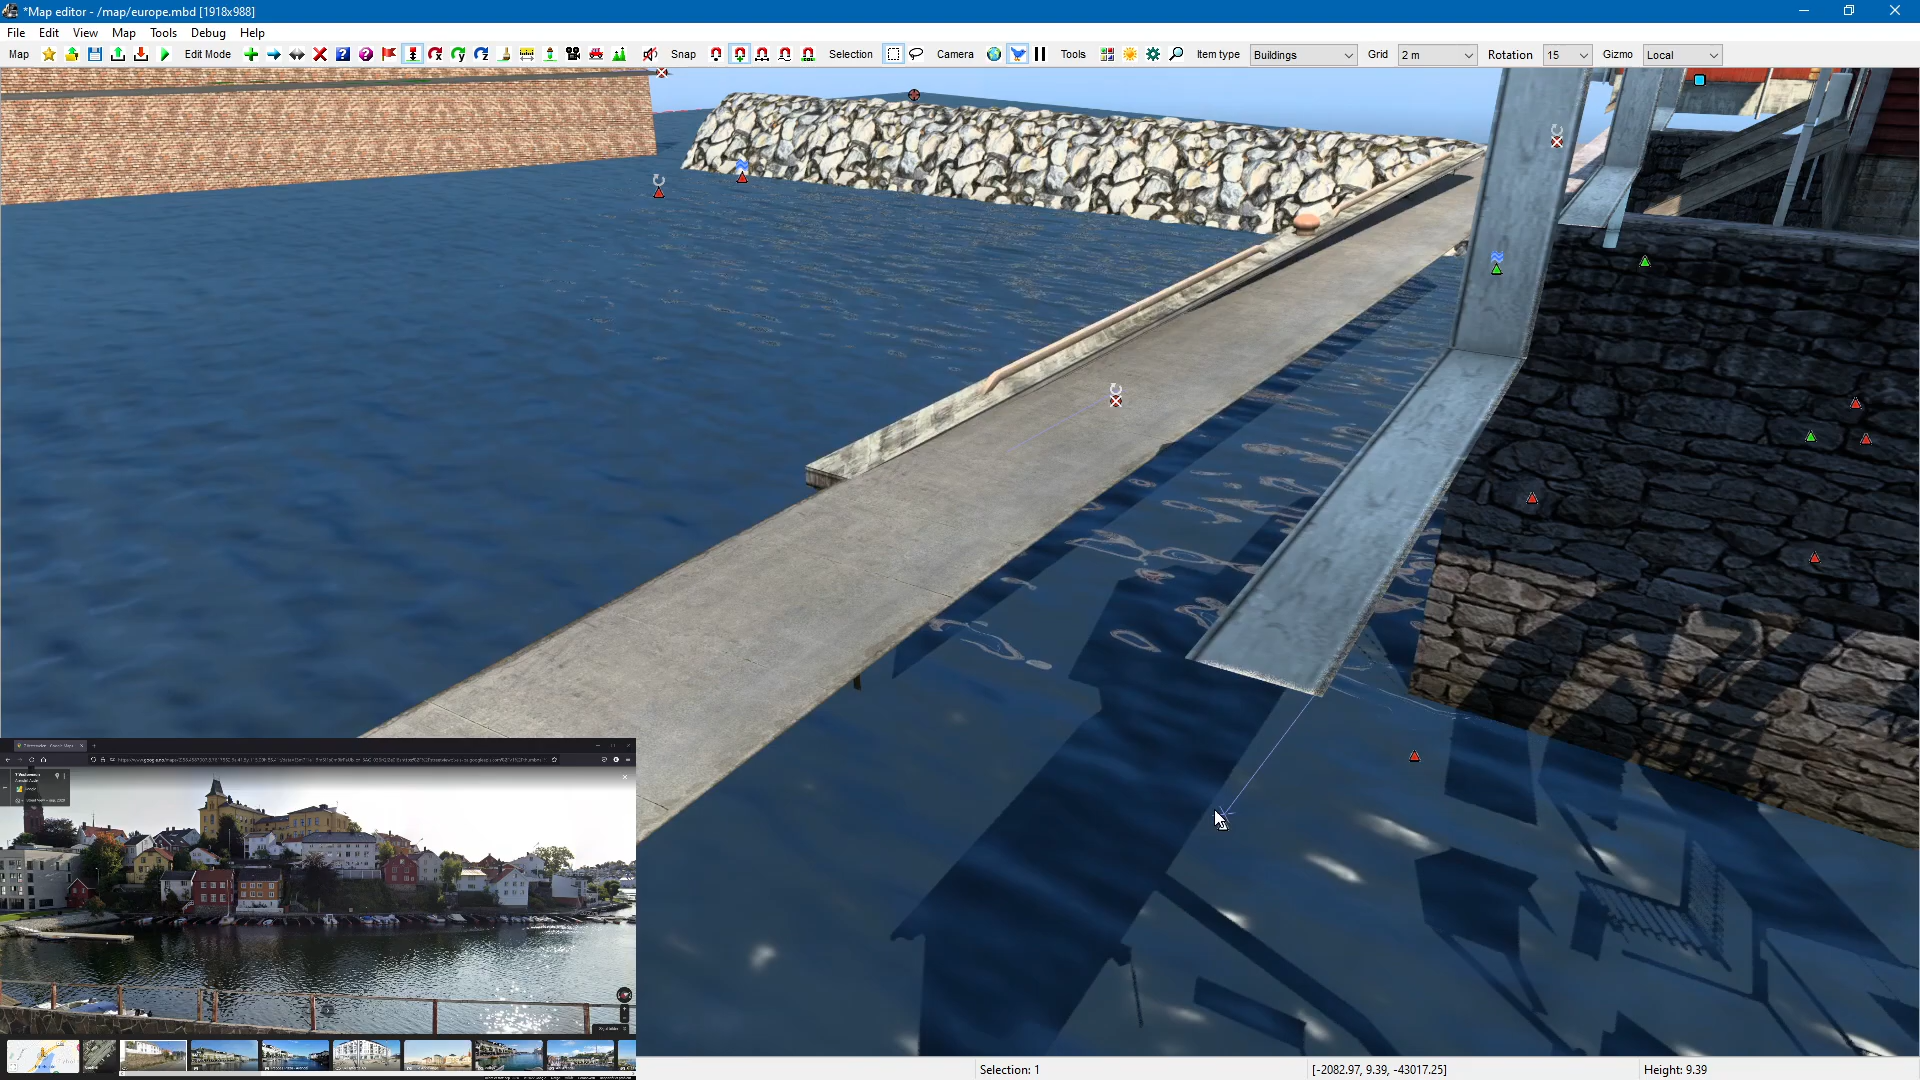 *Map editor - /map/europe.mbd [1918x988]
File Edit View Map Tools Debug Help
Map Edit Mode Snap Selection Camera Tools Item type Buildings Grid 2 m Rotation 15 Gizmo Local
Selection: 1 [-2082.97, 9.39, -43017.25] Height: 9.39